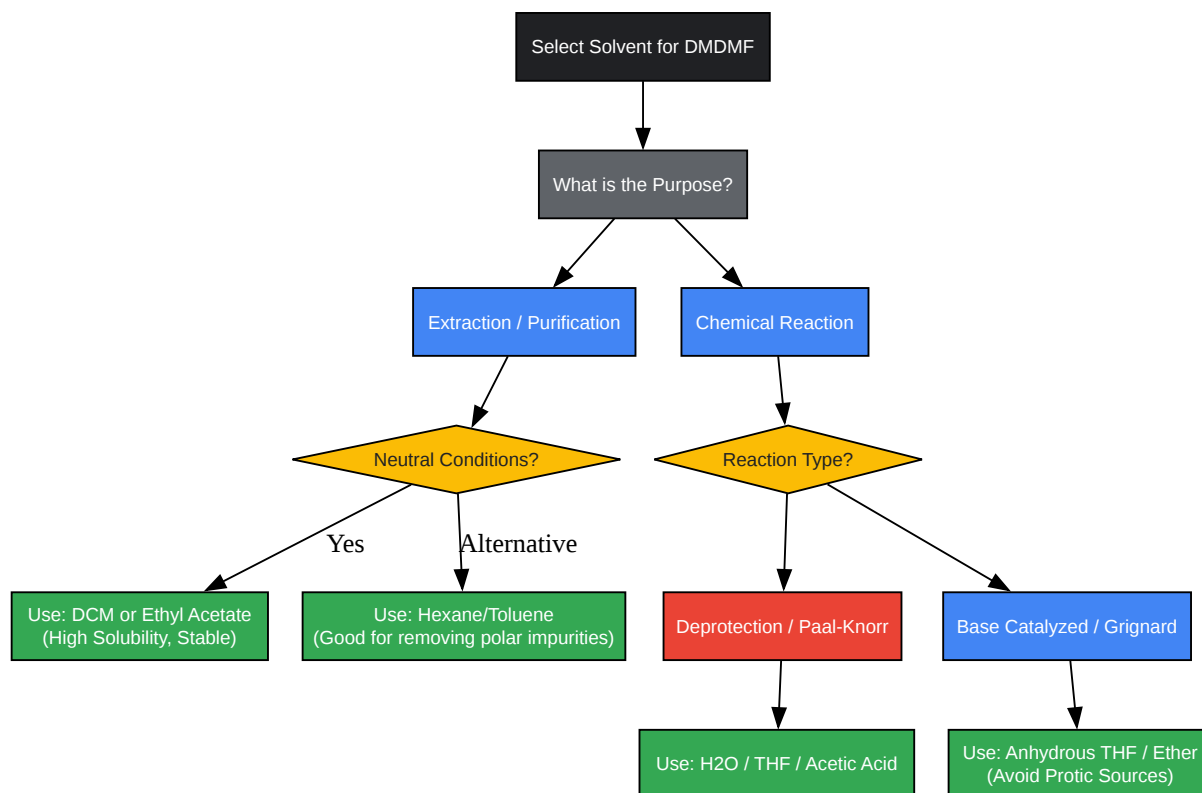 Select Solvent for DMDMF
What is the Purpose?
Extraction / Purification
Chemical Reaction
Neutral Conditions?
Reaction Type?
Yes
Alternative
Use: DCM or Ethyl Acetate
(High Solubility, Stable)
Use: Hexane/Toluene
(Good for removing polar impurities)
Deprotection / Paal-Knorr
Base Catalyzed / Grignard
Use: H2O / THF / Acetic Acid
Use: Anhydrous THF / Ether
(Avoid Protic Sources)